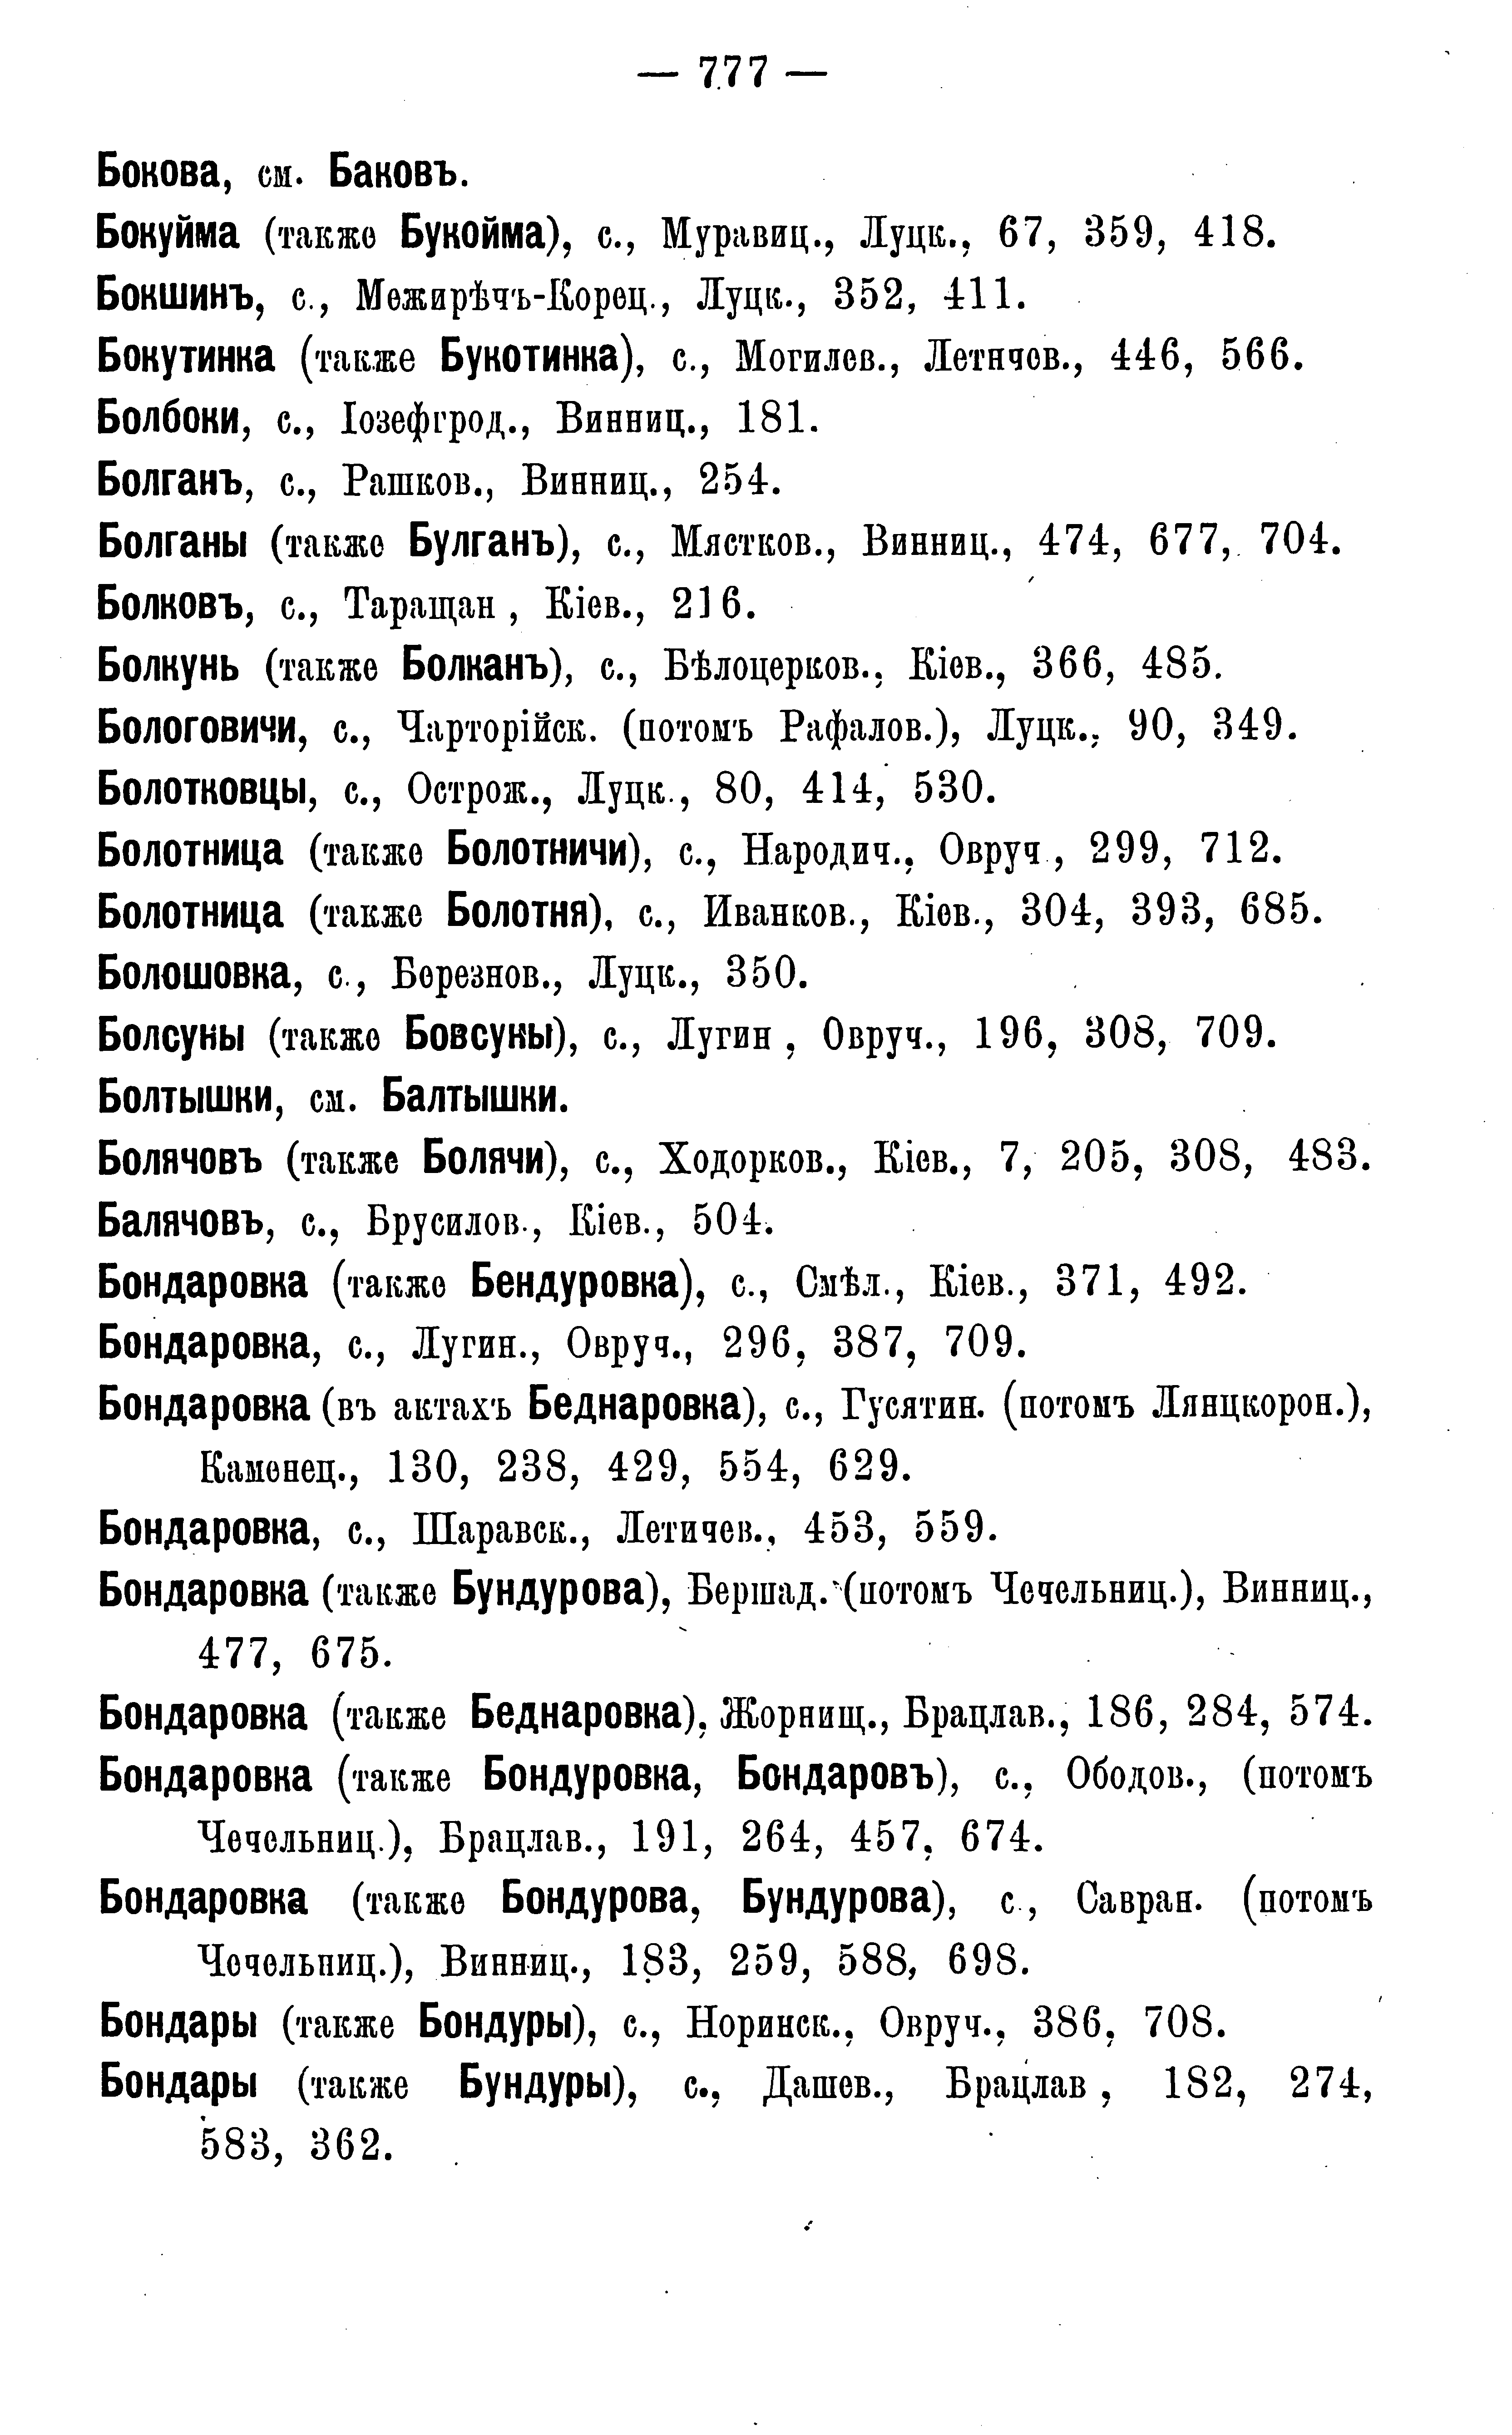 — 777 —
Бокова, см. Баковъ.
Бокуйма (также Букойма), с., Муравиц., Луцк., 67, 359, 418.
Бокшинъ, с., Межирѣчъ-Корец., Луцк., 352, 411.
Бокутинка (также Букотинка), с., Могилев., Летичев., 446, 566.
Болбоки, с., Іозефгрод., Винниц., 181.
Болганъ, с., Рашков., Винниц., 254.
Болганы (также Булганъ), с., Мястков., Винниц., 474, 677, 704.
Болковъ, с., Таращан , Кіев., 216.
Болкунь (также Болканъ), с., Бѣлоцерков., Кіев., 366, 485.
Бологовичи, с., Чарторійск. (потомъ Рафалов.), Луцк., 90, 349.
Болотковцы, с., Острож., Луцк., 80, 414, 530.
Болотница (также Болотничи), с., Народич., Овруч , 299, 712.
Болотница (также Болотня), с., Иванков., Кіев., 304, 393, 685.
Болошовка, с., Березнов., Луцк., 350.
Болсуны (также Бовсуны), с., Лугин , Овруч., 196, 308, 709.
Болтышки, см. Балтышки.
Болячовъ (также Болячи), с., Ходорков., Кіев., 7, 205, 308, 483.
Балячовъ, с., Брусилов., Кіев., 504.
Бондаровка (также Бендуровка), с., Смѣл., Кіев., 371, 492.
Бондаровка, с., Лугин., Овруч., 296, 387, 709.
Бондаровка (въ актахъ Беднаровка), с., Гусятин. (потомъ Лянцкорон.),
Каменец., 130, 238, 429, 554, 629.
Бондаровка, с., Шаравск., Летичев., 453, 559.
Бондаровка (также Бундурова), Бершад. (потомъ Чечельниц.), Винниц.,
477, 675.
Бондаровка (также Беднаровка), Жорнищ., Брацлав., 186, 284, 574.
Бондаровка (также Бондуровка, Бондаровъ), с., Ободов., (потомъ
Чечельниц.), Брацлав., 191, 264, 457, 674.
Бондаровка (также Бондурова, Бундурова), с., Савран. (потомъ
Чечельниц.), Винниц., 183, 259, 588, 698.
Бондары (также Бондуры), с., Норинск., Овруч., 386, 708.
Бондары (также Бундуры), с., Дашев., Брацлав , 182, 274,
583, 362.